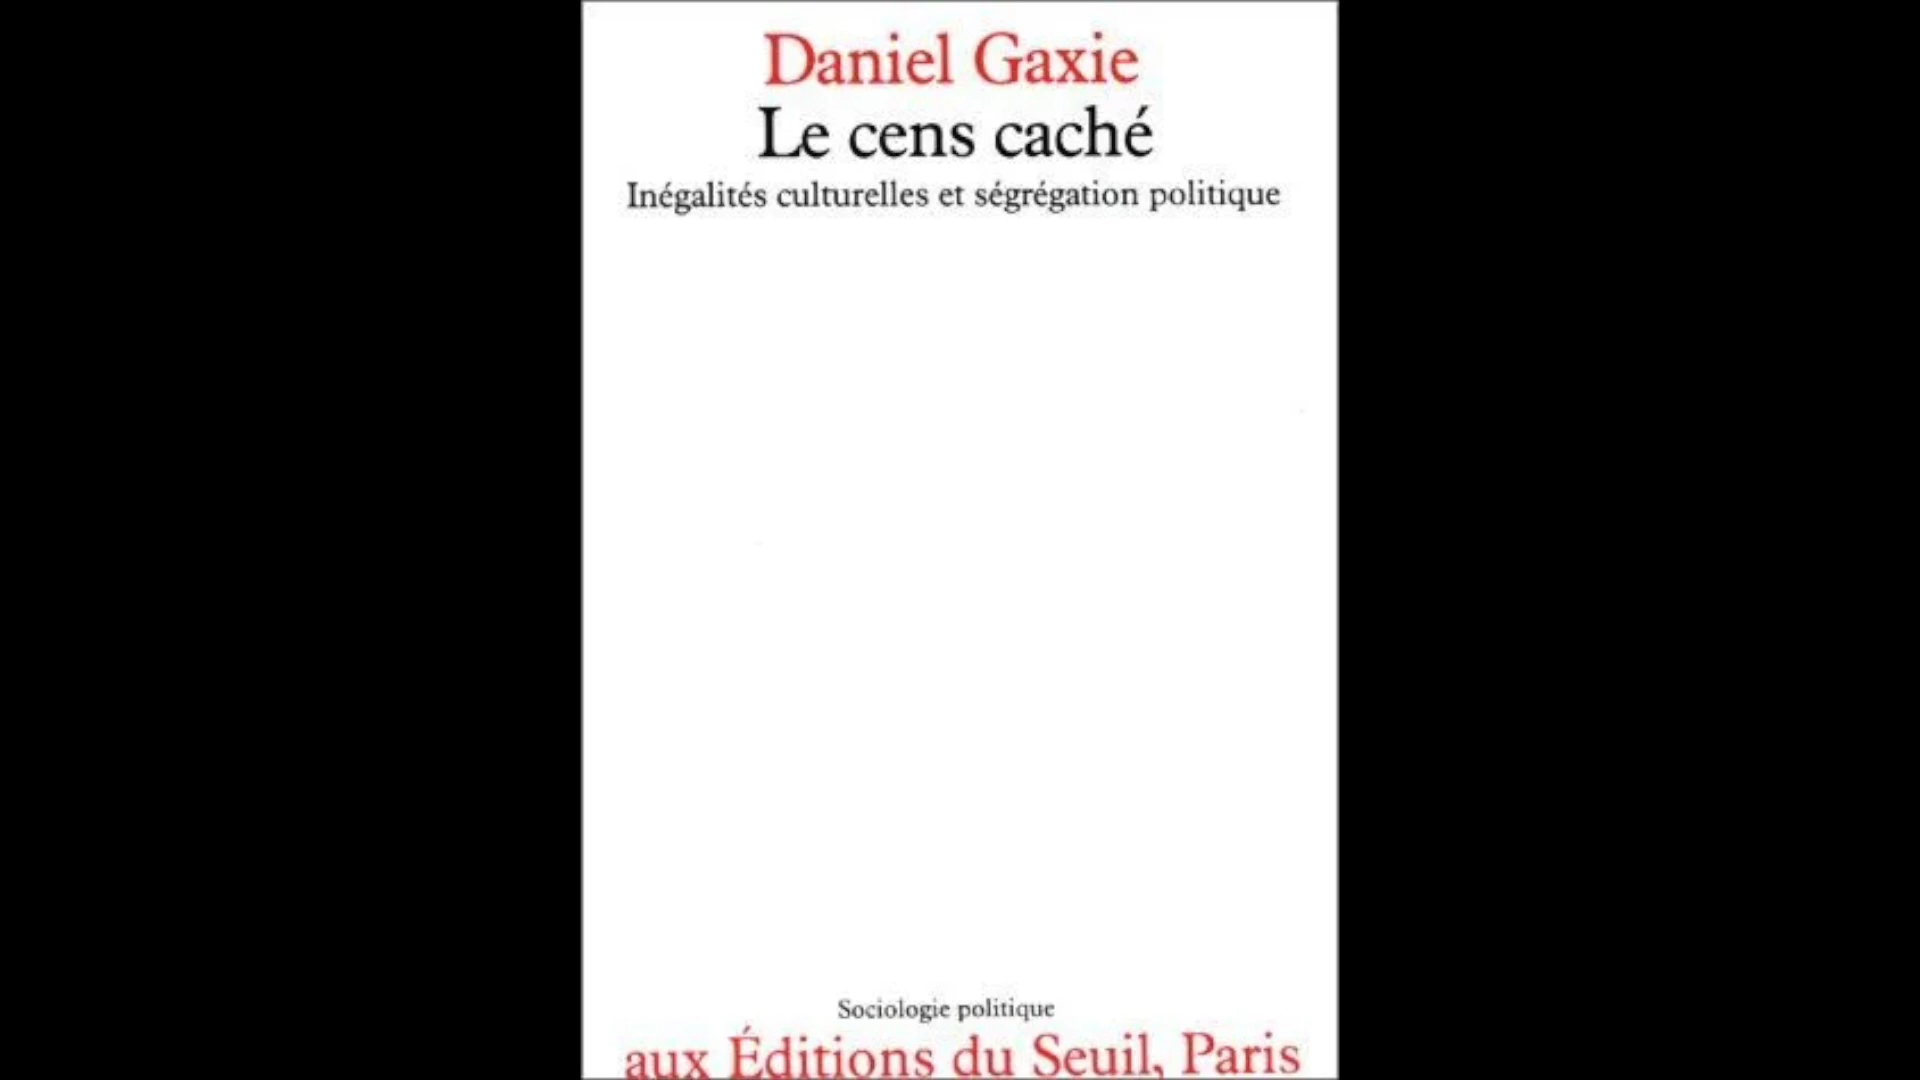 Daniel Gaxie
Le cens caché
Inégalités culturelles et ségrégation politique
Sociologie politique
aux Éditions du Seuil, Paris